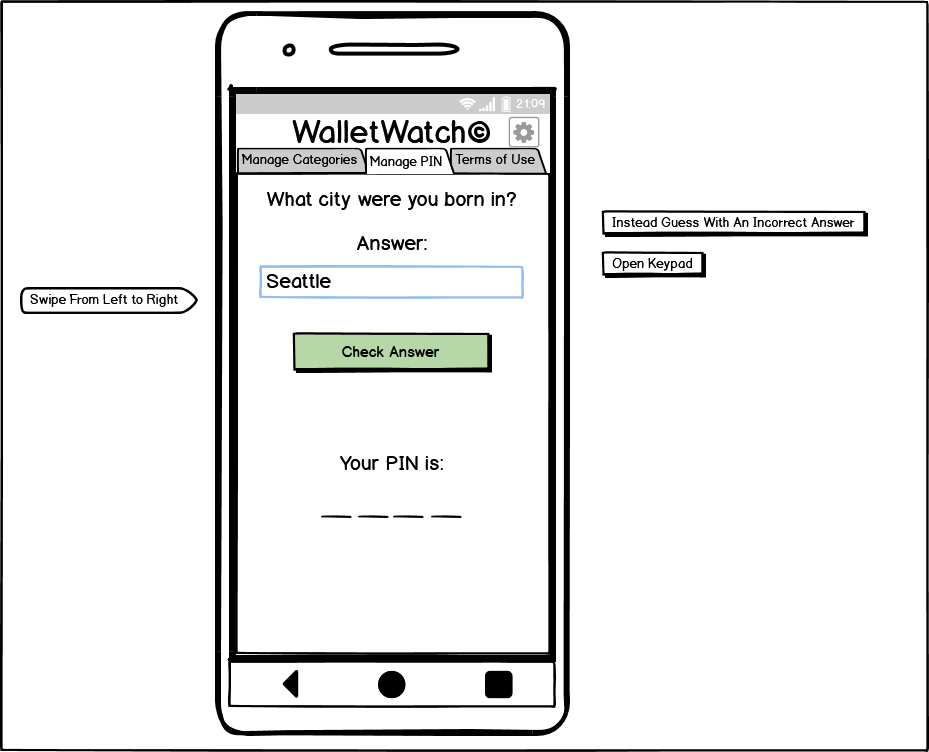 21:09
WalletWatch©
Manage Categories
Manage PIN
Terms of Use
What city were you born in?
Answer:
Seattle
Check Answer
Your PIN is:
Swipe From Left to Right
Instead Guess With An Incorrect Answer
Open Keypad